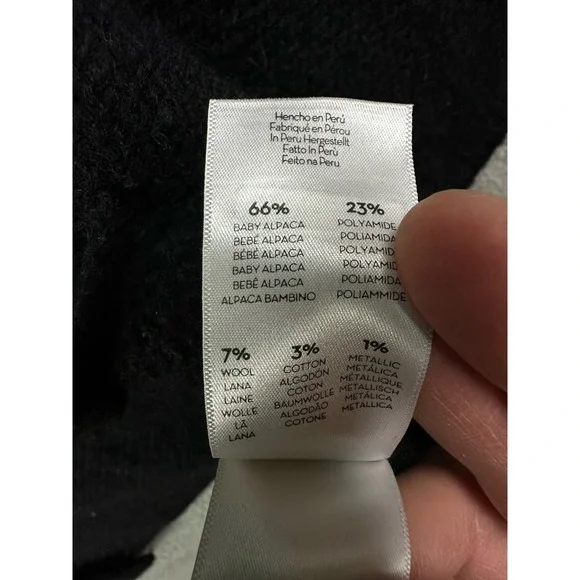 Hencho en Perú
Fabriqué en Pérou
In Peru Hergestellt
Fatto In Perù
Feito na Peru
66%
BABY ALPACA
BEBÉ ALPACA
BÉBÉ ALPACA
BABY ALPACA
BEBÊ ALPACA
ALPACA BAMBINO
23%
POLYAMIDE
POLIAMIDA
POLYAMID
POLYAMID
POLIAMIDA
POLIAMMIDE
7%
WOOL
LANA
LAINE
WOLLE
LÃ
LANA
3%
COTTON
ALGODÓN
COTON
BAUMWOLLE
ALGODÃO
COTONE
1%
METALLIC
METÁLICA
MÉTALLIQUE
METALLISCH
METÁLICA
METALLICA